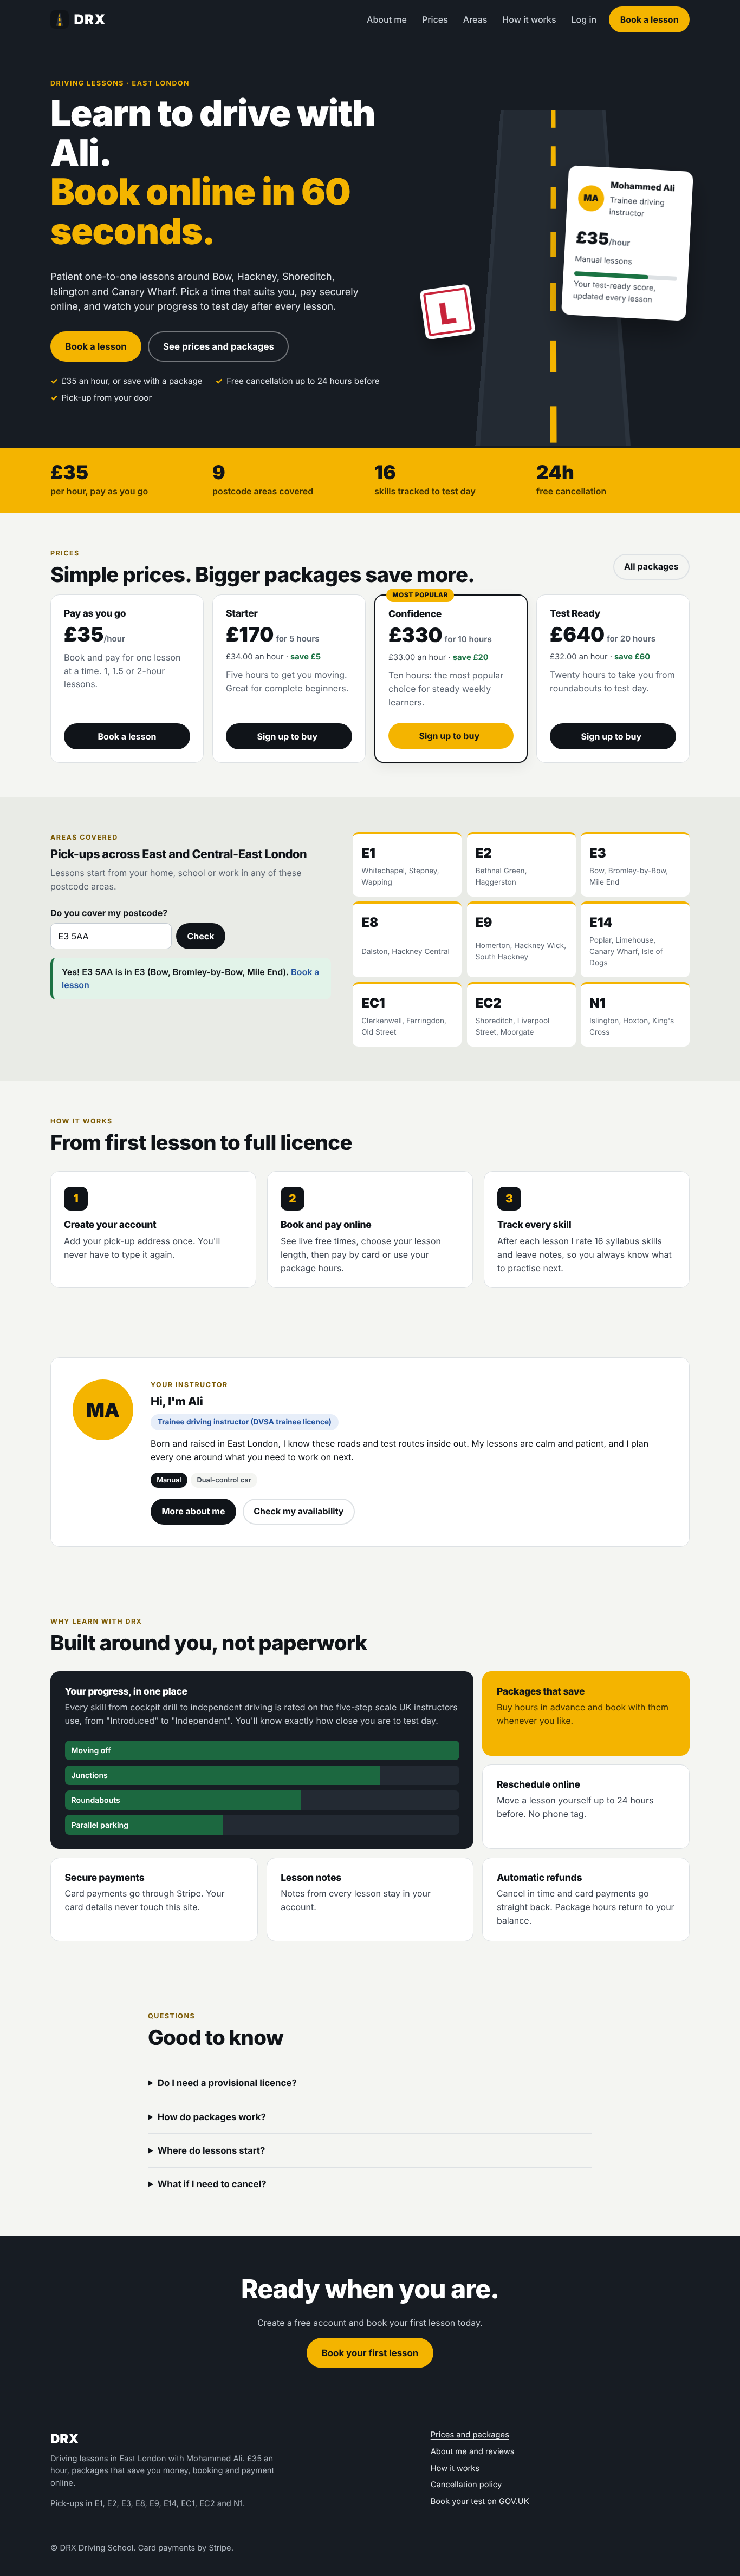 DRX
About me
Prices
Areas
How it works
Log in
Book a lesson
DRIVING LESSONS · EAST LONDON
Learn to drive with
Ali.
Book online in 60
seconds.
Patient one-to-one lessons around Bow, Hackney, Shoreditch,
Islington and Canary Wharf. Pick a time that suits you, pay securely
online, and watch your progress to test day after every lesson.
Book a lesson
See prices and packages
✓ £35 an hour, or save with a package
✓ Free cancellation up to 24 hours before
✓ Pick-up from your door
L
MA
Mohammed Ali
Trainee driving
instructor
£35/hour
Manual lessons
Your test-ready score,
updated every lesson
£35
per hour, pay as you go
9
postcode areas covered
16
skills tracked to test day
24h
free cancellation
PRICES
Simple prices. Bigger packages save more.
All packages
Pay as you go
£35/hour
Book and pay for one lesson
at a time. 1, 1.5 or 2-hour
lessons.
Book a lesson
Starter
£170 for 5 hours
£34.00 an hour · save £5
Five hours to get you moving.
Great for complete beginners.
Sign up to buy
MOST POPULAR
Confidence
£330 for 10 hours
£33.00 an hour · save £20
Ten hours: the most popular
choice for steady weekly
learners.
Sign up to buy
Test Ready
£640 for 20 hours
£32.00 an hour · save £60
Twenty hours to take you from
roundabouts to test day.
Sign up to buy
AREAS COVERED
Pick-ups across East and Central-East London
Lessons start from your home, school or work in any of these
postcode areas.
Do you cover my postcode?
E3 5AA
Check
Yes! E3 5AA is in E3 (Bow, Bromley-by-Bow, Mile End). Book a
lesson
E1
Whitechapel, Stepney,
Wapping
E2
Bethnal Green,
Haggerston
E3
Bow, Bromley-by-Bow,
Mile End
E8
Dalston, Hackney Central
E9
Homerton, Hackney Wick,
South Hackney
E14
Poplar, Limehouse,
Canary Wharf, Isle of
Dogs
EC1
Clerkenwell, Farringdon,
Old Street
EC2
Shoreditch, Liverpool
Street, Moorgate
N1
Islington, Hoxton, King's
Cross
HOW IT WORKS
From first lesson to full licence
1
Create your account
Add your pick-up address once. You'll
never have to type it again.
2
Book and pay online
See live free times, choose your lesson
length, then pay by card or use your
package hours.
3
Track every skill
After each lesson I rate 16 syllabus skills
and leave notes, so you always know what
to practise next.
MA
YOUR INSTRUCTOR
Hi, I'm Ali
Trainee driving instructor (DVSA trainee licence)
Born and raised in East London, I know these roads and test routes inside out. My lessons are calm and patient, and I plan
every one around what you need to work on next.
Manual
Dual-control car
More about me
Check my availability
WHY LEARN WITH DRX
Built around you, not paperwork
Your progress, in one place
Every skill from cockpit drill to independent driving is rated on the five-step scale UK instructors
use, from "Introduced" to "Independent". You'll know exactly how close you are to test day.
Moving off
Junctions
Roundabouts
Parallel parking
Packages that save
Buy hours in advance and book with them
whenever you like.
Reschedule online
Move a lesson yourself up to 24 hours
before. No phone tag.
Secure payments
Card payments go through Stripe. Your
card details never touch this site.
Lesson notes
Notes from every lesson stay in your
account.
Automatic refunds
Cancel in time and card payments go
straight back. Package hours return to your
balance.
QUESTIONS
Good to know
Do I need a provisional licence?
How do packages work?
Where do lessons start?
What if I need to cancel?
Ready when you are.
Create a free account and book your first lesson today.
Book your first lesson
DRX
Driving lessons in East London with Mohammed Ali. £35 an
hour, packages that save you money, booking and payment
online.
Pick-ups in E1, E2, E3, E8, E9, E14, EC1, EC2 and N1.
Prices and packages
About me and reviews
How it works
Cancellation policy
Book your test on GOV.UK
© DRX Driving School. Card payments by Stripe.